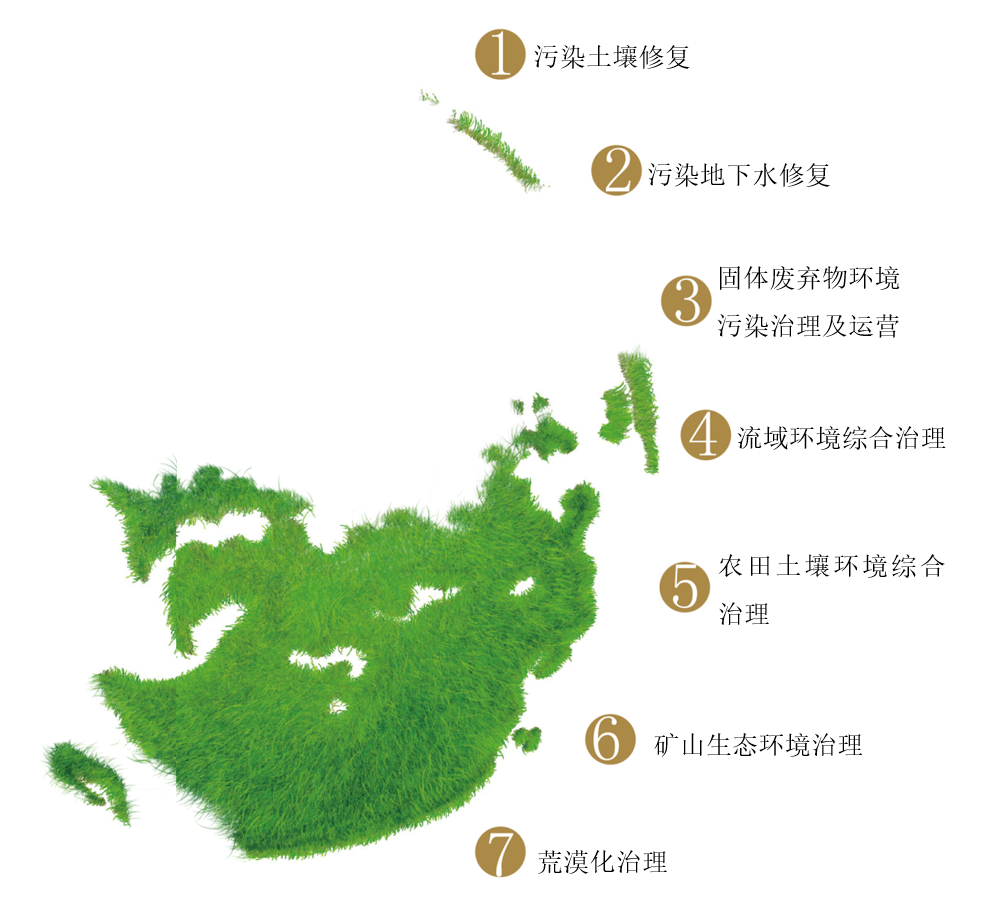 1 污染土壤修复
2 污染地下水修复
3 固体废弃物环境
污染治理及运营
4 流域环境综合治理
5 农田土壤环境综合
治理
6 矿山生态环境治理
7 荒漠化治理